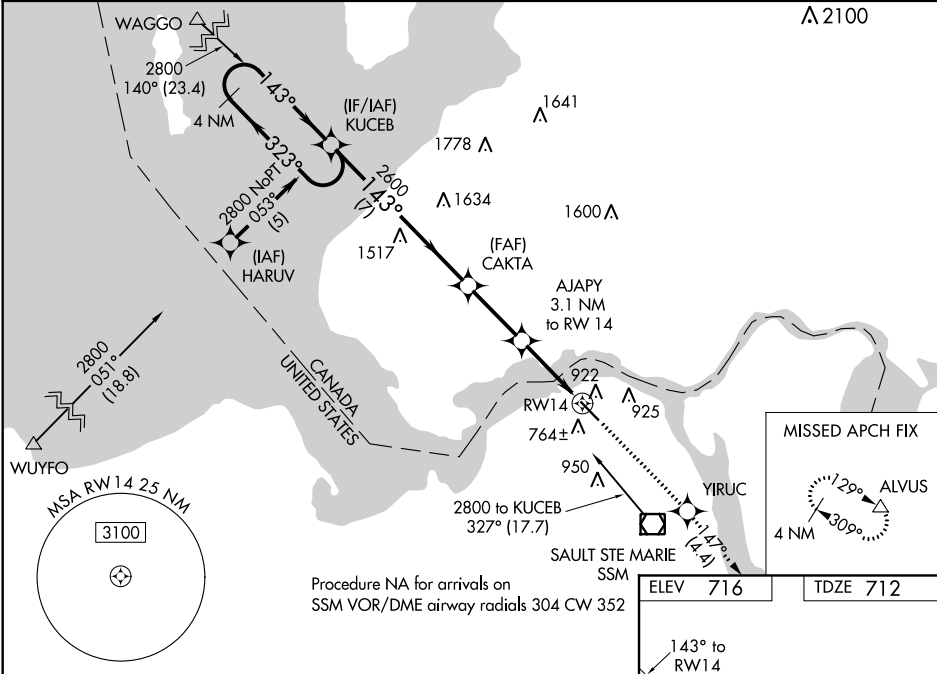 WAGGO
2100
2800
140° (23.4)
4 NM
143°
(IF/IAF)
KUCEB
1641
1778
323°
2800 NoPT
053°
(5)
2600
143°
(7)
1634
1600
1517
(IAF)
HARUV
(FAF)
CAKTA
AJAPY
3.1 NM
to RW 14
2800
051°
(18.8)
CANADA
UNITED STATES
922
RW14
925
764±
WUYFO
950
YIRUC
2800 to KUCEB
327° (17.7)
147°
(4.4)
SAULT STE MARIE
SSM
MISSED APCH FIX
129°
ALVUS
309°
4 NM
MSA RW14 25 NM
3100
Procedure NA for arrivals on
SSM VOR/DME airway radials 304 CW 352
ELEV 716
TDZE 712
143° to
RW14